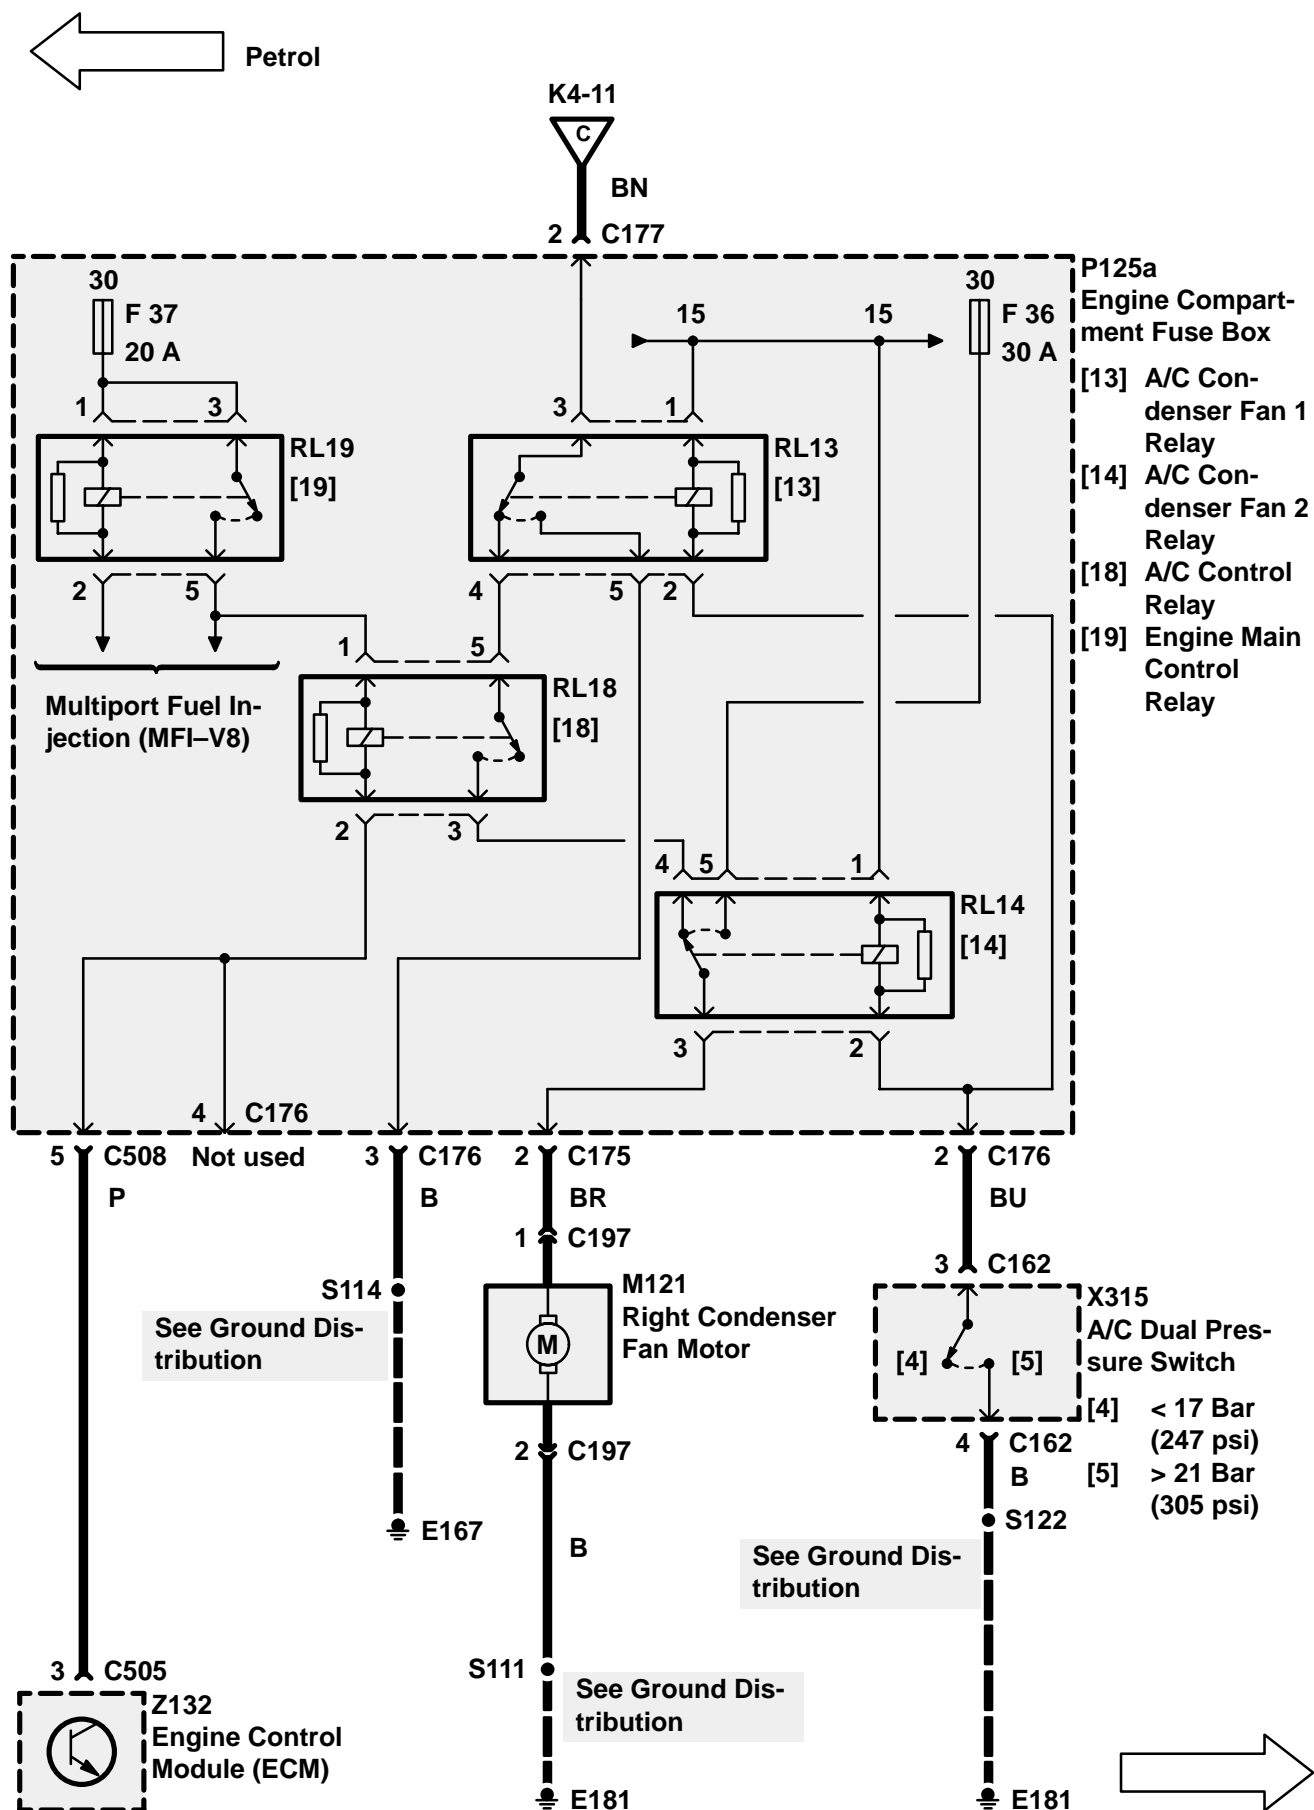 Petrol
K4-11
C
BN
2 C177
P125a
Engine Compart-
ment Fuse Box
[13] A/C Con-
denser Fan 1
Relay
[14] A/C Con-
denser Fan 2
Relay
[18] A/C Control
Relay
[19] Engine Main
Control
Relay
30
F 37
20 A
15 15
30
F 36
30 A
1 3
RL19
[19]
2 5
3 1
RL13
[13]
4 5 2
Multiport Fuel In-
jection (MFI–V8)
1 5
RL18
[18]
2 3
4 5 1
RL14
[14]
3 2
4 C176
5 C508
Not used
3 C176
2 C175
2 C176
P
B
BR
BU
1 C197
3 C162
S114
See Ground Dis-
tribution
M121
Right Condenser
Fan Motor
M
X315
A/C Dual Pres-
sure Switch
[4] [5]
[4] < 17 Bar
(247 psi)
[5] > 21 Bar
(305 psi)
2 C197
4 C162
B
S122
E167
B
See Ground Dis-
tribution
3 C505
S111
See Ground Dis-
tribution
Z132
Engine Control
Module (ECM)
E181
E181